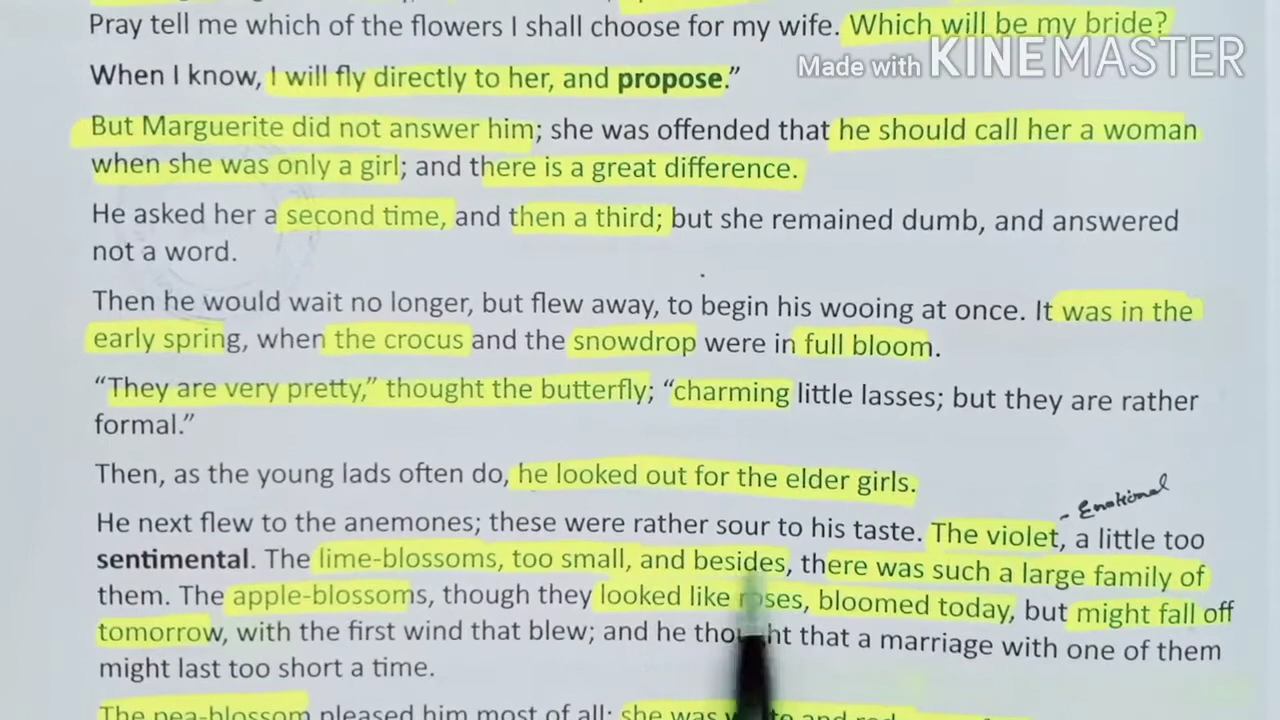 Pray tell me which of the flowers I shall choose for my wife. Which will be my bride?
Made with KINEMASTER
When I know, I will fly directly to her, and propose.”
But Marguerite did not answer him; she was offended that he should call her a woman
when she was only a girl; and there is a great difference.
He asked her a second time, and then a third; but she remained dumb, and answered
not a word.
Then he would wait no longer, but flew away, to begin his wooing at once. It was in the
early spring, when the crocus and the snowdrop were in full bloom.
“They are very pretty,” thought the butterfly; “charming little lasses; but they are rather
formal.”
Then, as the young lads often do, he looked out for the elder girls.
- Emotional
He next flew to the anemones; these were rather sour to his taste. The violet, a little too
sentimental. The lime-blossoms, too small, and besides, there was such a large family of
them. The apple-blossoms, though they looked like roses, bloomed today, but might fall off
tomorrow, with the first wind that blew; and he thought that a marriage with one of them
might last too short a time.
The pea-blossom pleased him most of all; she was white and red